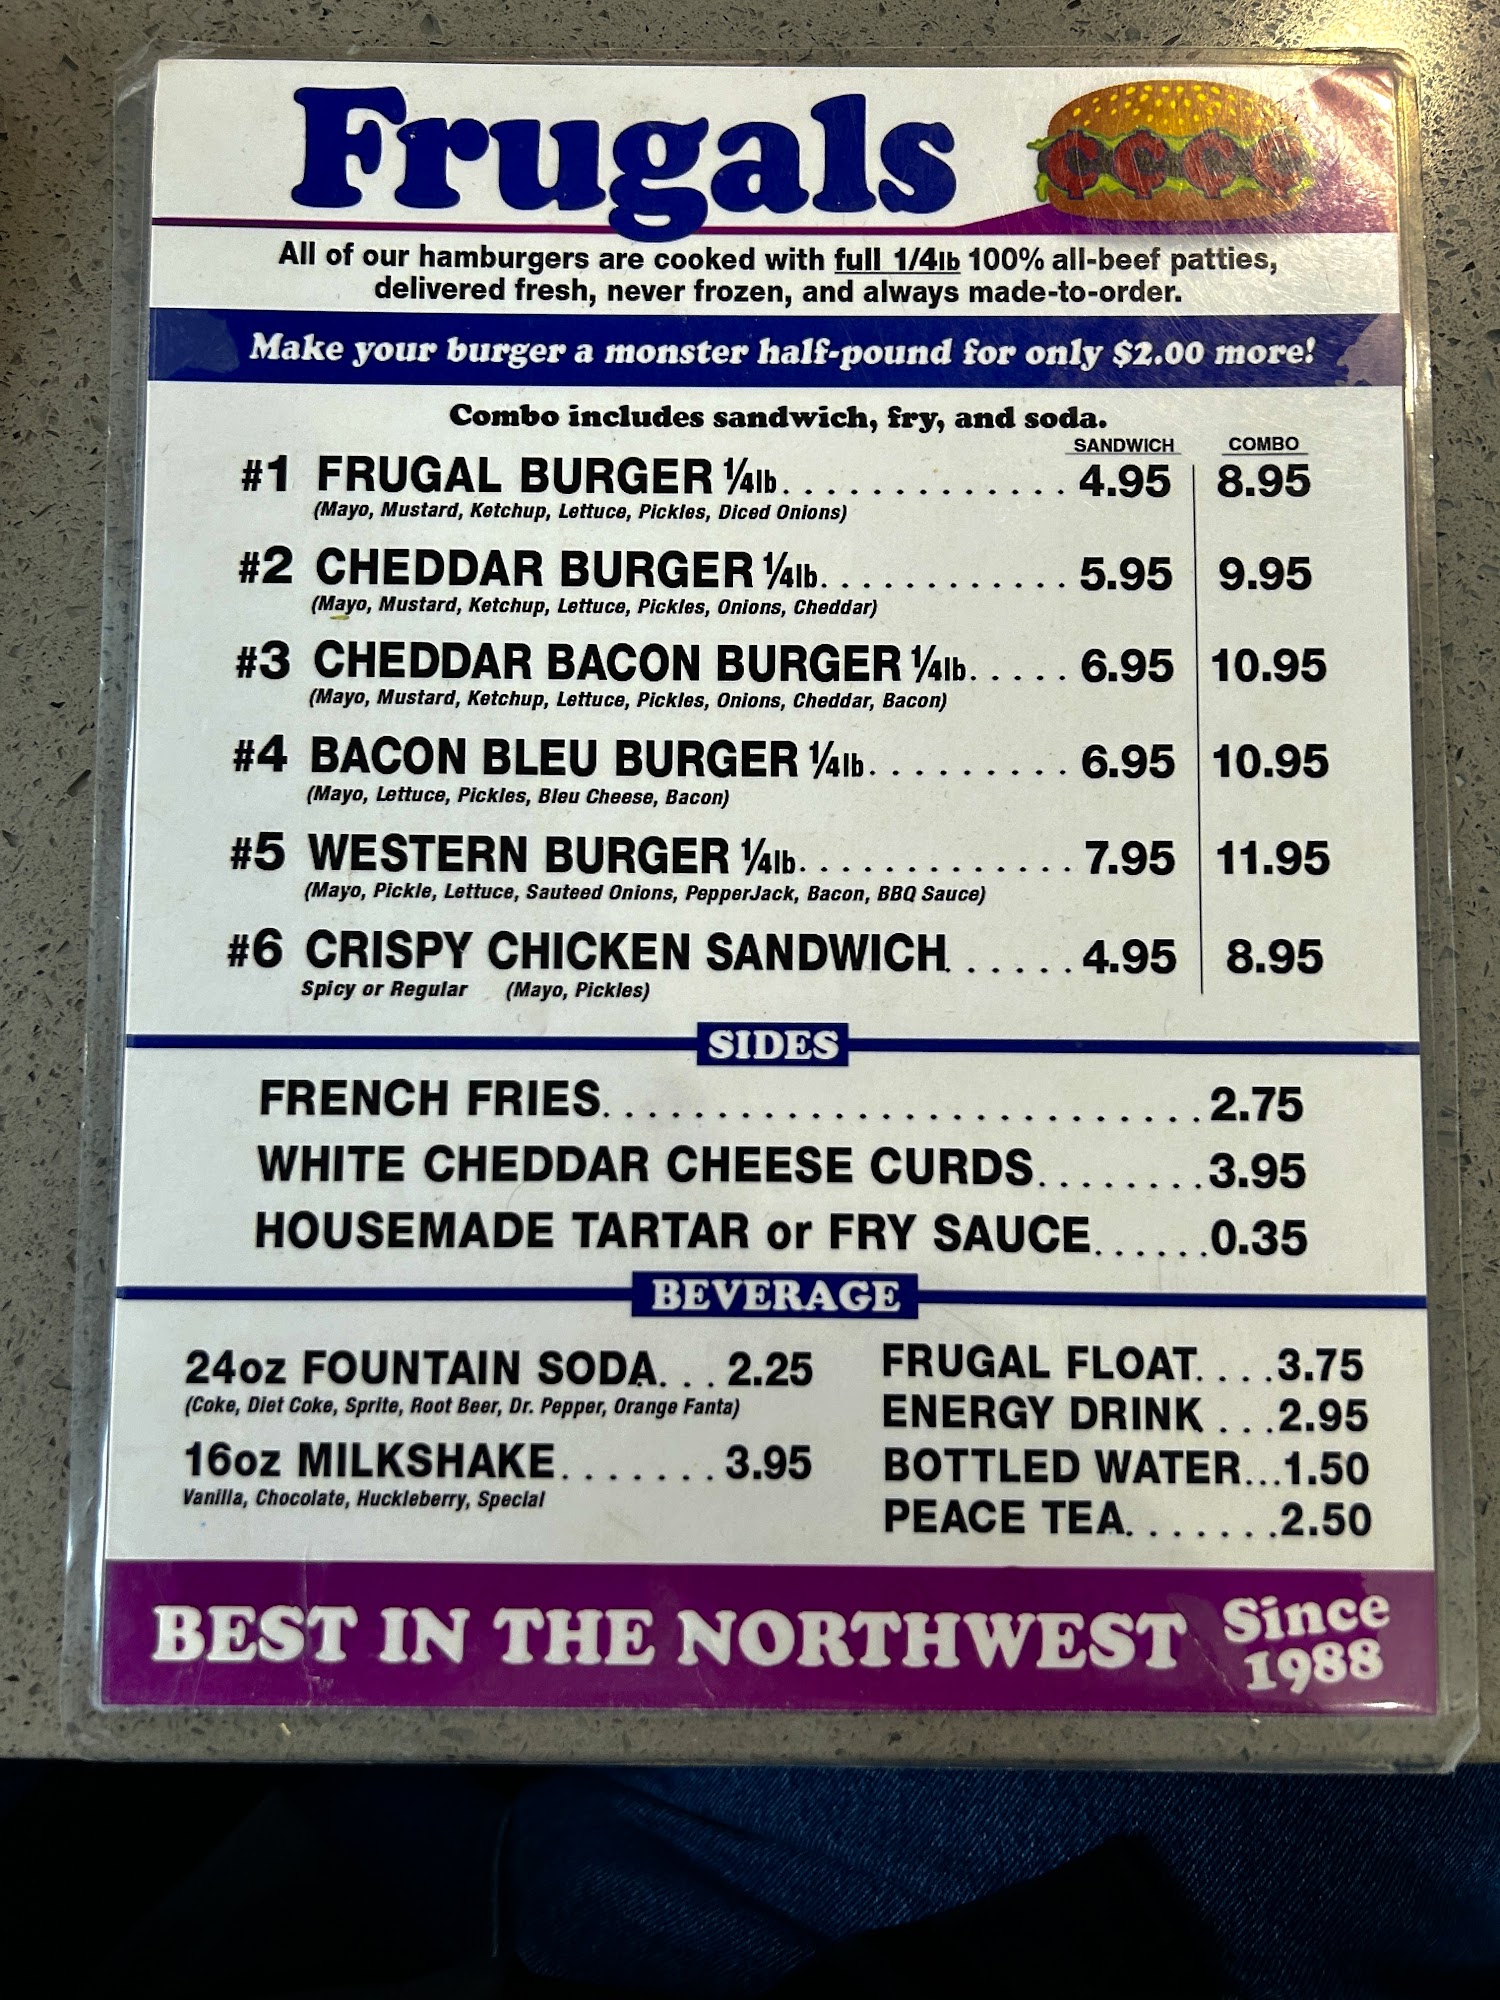 Frugals
All of our hamburgers are cooked with full 1/4lb 100% all-beef patties,
delivered fresh, never frozen, and always made-to-order.
Make your burger a monster half-pound for only $2.00 more!
Combo includes sandwich, fry, and soda.
SANDWICH COMBO
#1 FRUGAL BURGER 1/4lb. . . . . . . . . . . . . 4.95 8.95
(Mayo, Mustard, Ketchup, Lettuce, Pickles, Diced Onions)
#2 CHEDDAR BURGER 1/4lb. . . . . . . . . . . . 5.95 9.95
(Mayo, Mustard, Ketchup, Lettuce, Pickles, Onions, Cheddar)
#3 CHEDDAR BACON BURGER 1/4lb. . . . . 6.95 10.95
(Mayo, Mustard, Ketchup, Lettuce, Pickles, Onions, Cheddar, Bacon)
#4 BACON BLEU BURGER 1/4lb. . . . . . . . . 6.95 10.95
(Mayo, Lettuce, Pickles, Bleu Cheese, Bacon)
#5 WESTERN BURGER 1/4lb. . . . . . . . . . . . . 7.95 11.95
(Mayo, Pickle, Lettuce, Sauteed Onions, PepperJack, Bacon, BBQ Sauce)
#6 CRISPY CHICKEN SANDWICH. . . . . . 4.95 8.95
Spicy or Regular (Mayo, Pickles)
SIDES
FRENCH FRIES. . . . . . . . . . . . . . . . . . . . . . . . . . 2.75
WHITE CHEDDAR CHEESE CURDS. . . . . . . . 3.95
HOUSEMADE TARTAR or FRY SAUCE. . . . . . 0.35
BEVERAGE
24oz FOUNTAIN SODA. . . 2.25
(Coke, Diet Coke, Sprite, Root Beer, Dr. Pepper, Orange Fanta)
16oz MILKSHAKE. . . . . . . 3.95
Vanilla, Chocolate, Huckleberry, Special
FRUGAL FLOAT. . . . 3.75
ENERGY DRINK . . . 2.95
BOTTLED WATER...1.50
PEACE TEA. . . . . . . 2.50
BEST IN THE NORTHWEST Since
1988